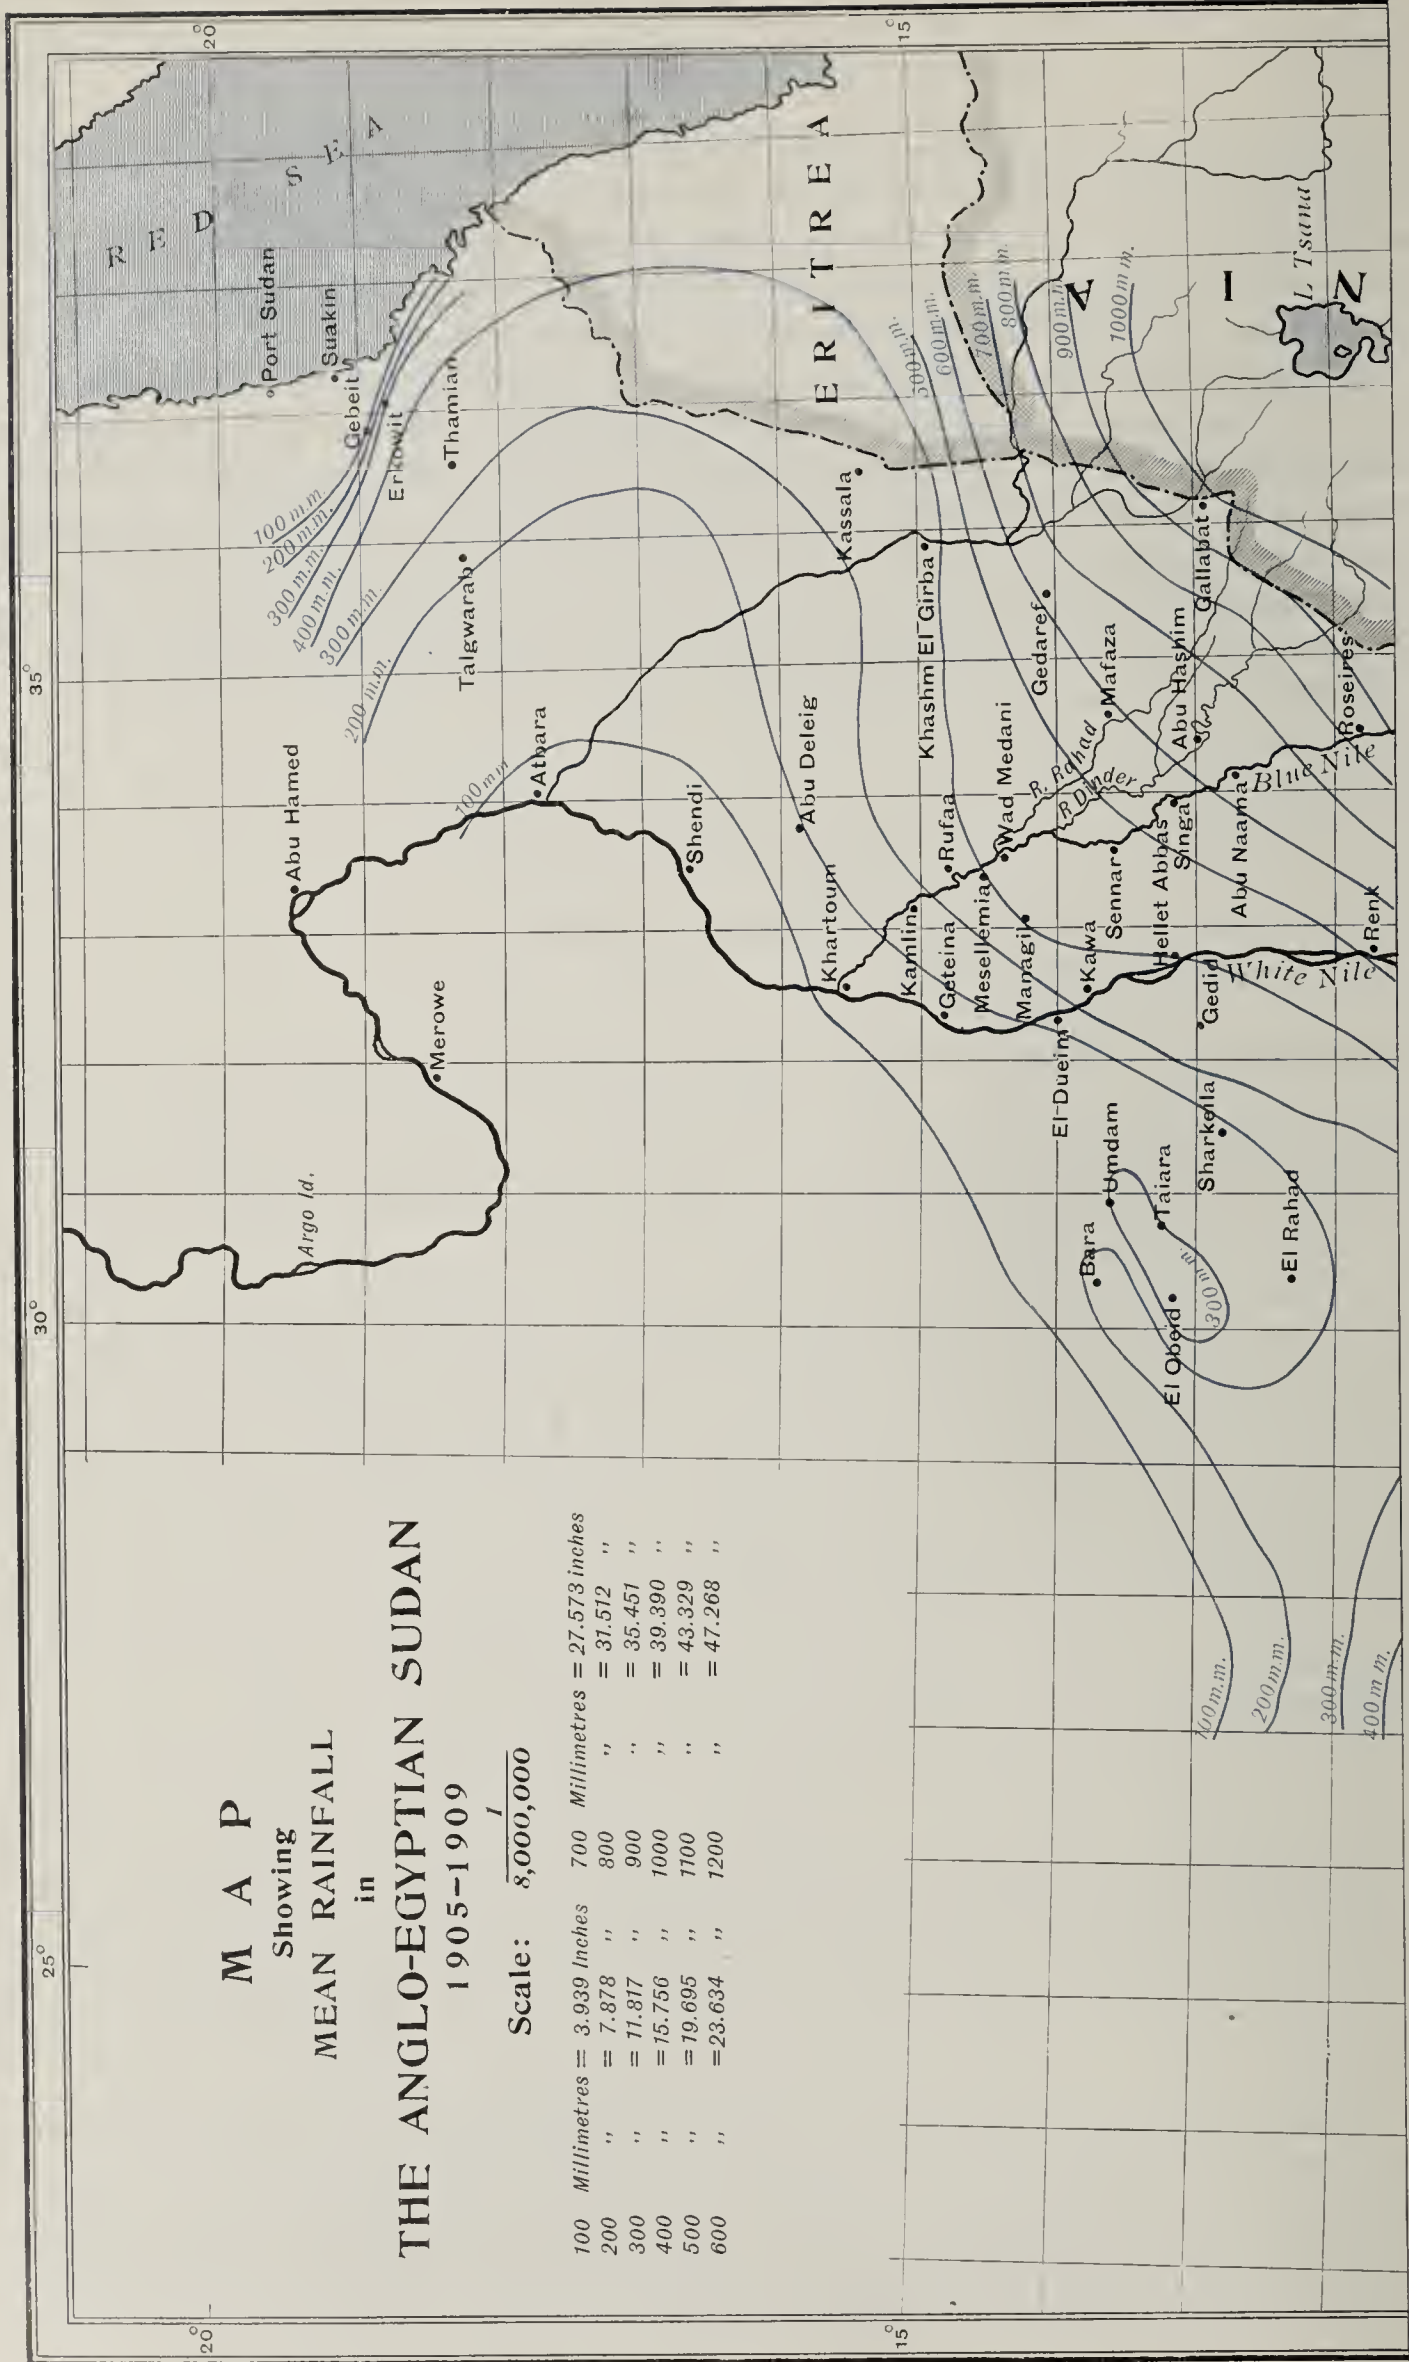 M A P
Showing
MEAN RAINFALL
in
THE ANGLO-EGYPTIAN SUDAN
1905-1909
Scale: 1
8,000,000
100 Millimetres = 3.939 Inches 700 Millimetres = 27.573 inches
200 ,, = 7.878 ,, 800 ,, = 31.512 ,,
300 ,, = 11.817 ,, 900 ,, = 35.451 ,,
400 ,, = 15.756 ,, 1000 ,, = 39.390 ,,
500 ,, = 19.695 ,, 1100 ,, = 43.329 ,,
600 ,, = 23.634 ,, 1200 ,, = 47.268 ,,
25°
30°
35°
20°
15°
20°
15°
RED SEA
Port Sudan
Suakin
Gebeit
Erkowit
Thamian
Talgwarab
100 m.m.
200 m.m.
300 m.m.
400 m.m.
300 m.m.
200 m.m.
100 mm
Abu Hamed
Merowe
Argo Id.
Atbara
Shendi
Abu Deleig
Khartoum
ERITREA
Kassala
Khashm El Girba
Kamlin
Rufaa
Geteina
Mesellemia
Wad Medani
Managil
El-Dueim
Kawa
Gedaref
Mafaza
R. Rahad
R Dinder
Sennar
Hellet Abbas
Singa
Abu Hashim
Gallabat
Abu Naama
Blue Nile
Roseires
White Nile
Renk
Gedid
Sharkeila
Umdam
Taiara
Bara
El Obeid
El Rahad
300 m.m.
500 m.m.
600 m.m.
700 m.m.
800 m.m.
900 m.m.
1000 m m.
L Tsana
N I A
100 m.m.
200 m.m.
300 m.m.
400 m m.